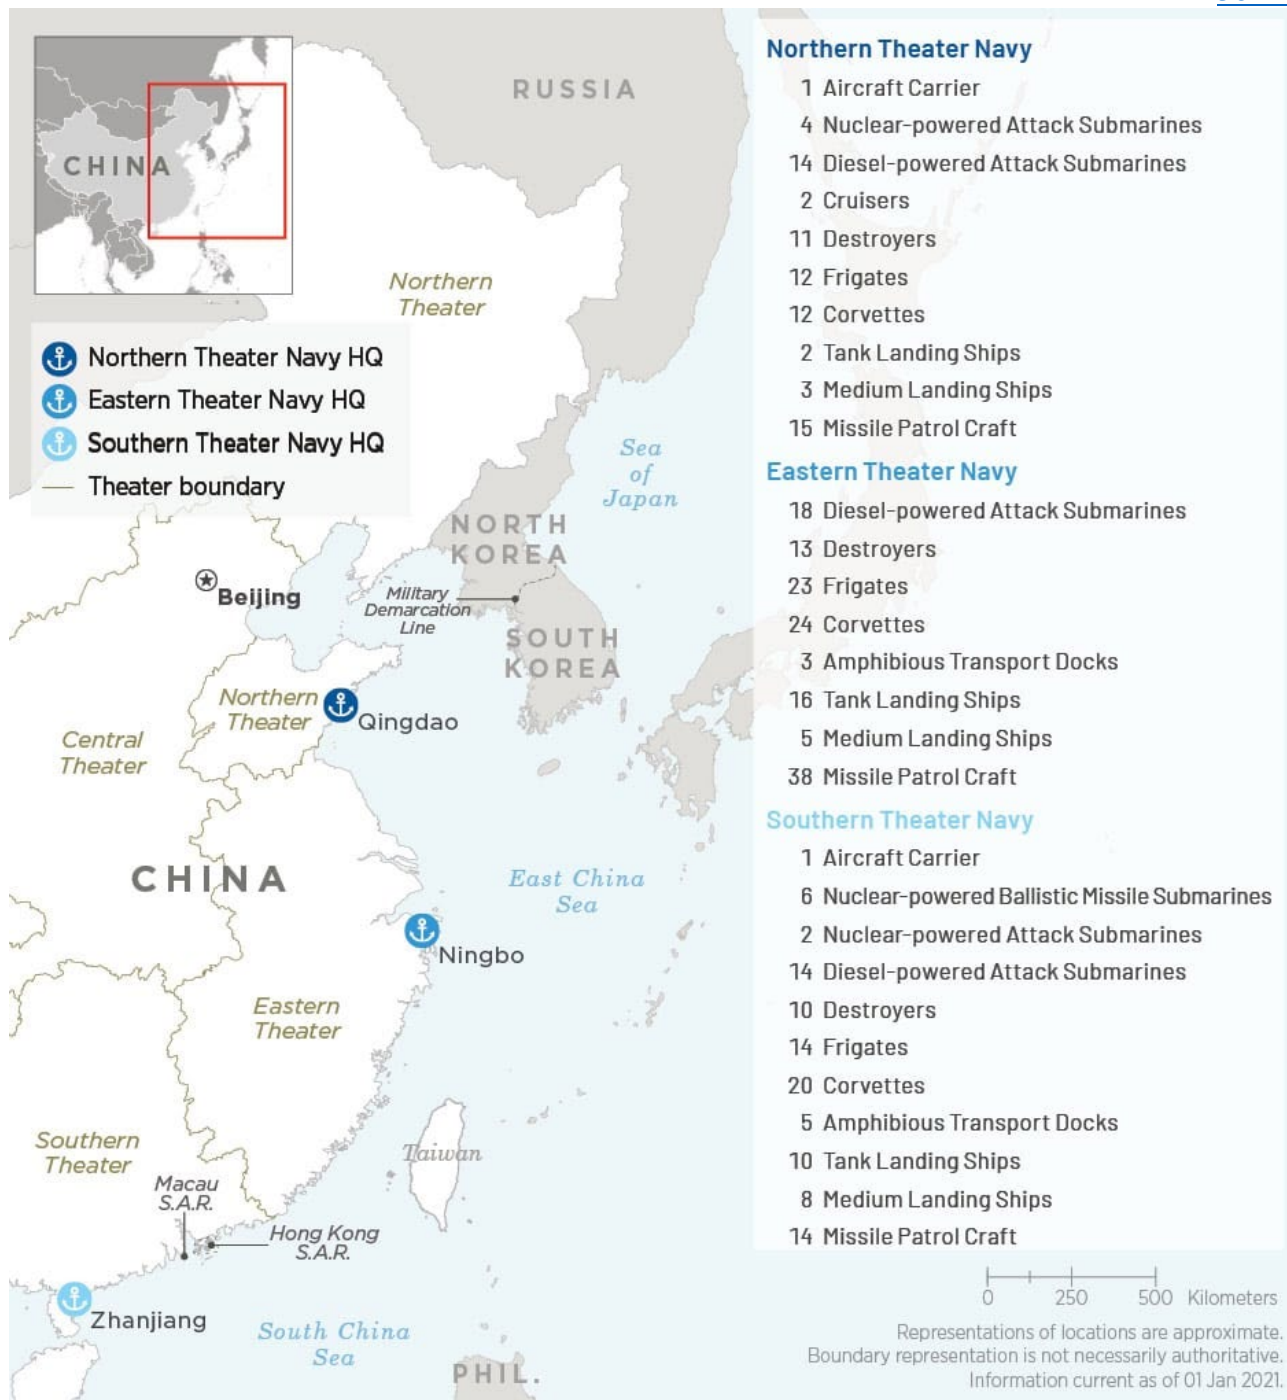 CHINA
RUSSIA
Northern
Theater
Northern Theater Navy HQ
Eastern Theater Navy HQ
Southern Theater Navy HQ
Theater boundary
Sea
of
Japan
NORTH
KOREA
Beijing
Military
Demarcation
Line
SOUTH
KOREA
Northern
Theater
Qingdao
Central
Theater
CHINA
East China
Sea
Ningbo
Eastern
Theater
Southern
Theater
Taiwan
Macau
S.A.R.
Hong Kong
S.A.R.
Zhanjiang
South China
Sea
PHIL.
Northern Theater Navy
1 Aircraft Carrier
4 Nuclear-powered Attack Submarines
14 Diesel-powered Attack Submarines
2 Cruisers
11 Destroyers
12 Frigates
12 Corvettes
2 Tank Landing Ships
3 Medium Landing Ships
15 Missile Patrol Craft
Eastern Theater Navy
18 Diesel-powered Attack Submarines
13 Destroyers
23 Frigates
24 Corvettes
3 Amphibious Transport Docks
16 Tank Landing Ships
5 Medium Landing Ships
38 Missile Patrol Craft
Southern Theater Navy
1 Aircraft Carrier
6 Nuclear-powered Ballistic Missile Submarines
2 Nuclear-powered Attack Submarines
14 Diesel-powered Attack Submarines
10 Destroyers
14 Frigates
20 Corvettes
5 Amphibious Transport Docks
10 Tank Landing Ships
8 Medium Landing Ships
14 Missile Patrol Craft
0 250 500 Kilometers
Representations of locations are approximate.
Boundary representation is not necessarily authoritative.
Information current as of 01 Jan 2021.